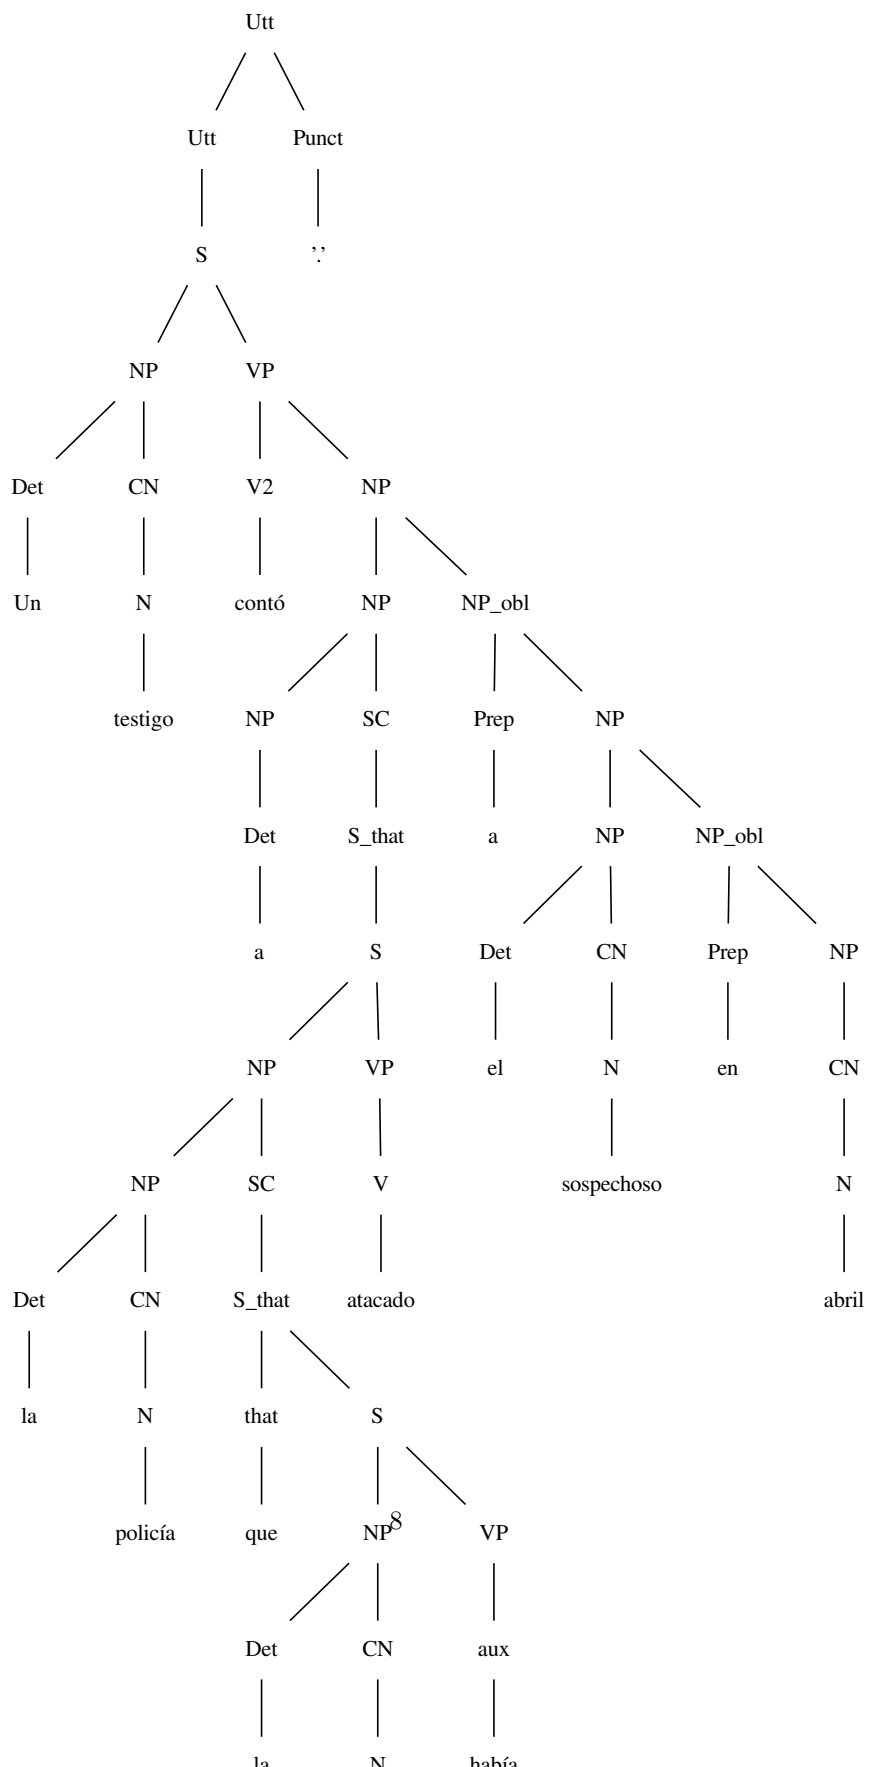 Utt
Utt Punct
S '.'
NP VP
Det CN V2 NP
Un N contó NP NP_obl
testigo NP SC Prep NP
Det S_that a NP NP_obl
a S Det CN Prep NP
NP VP el N en CN
NP SC V sospechoso N
Det CN S_that atacado abril
la N that S
policía que NP VP
8
Det CN aux
la N había